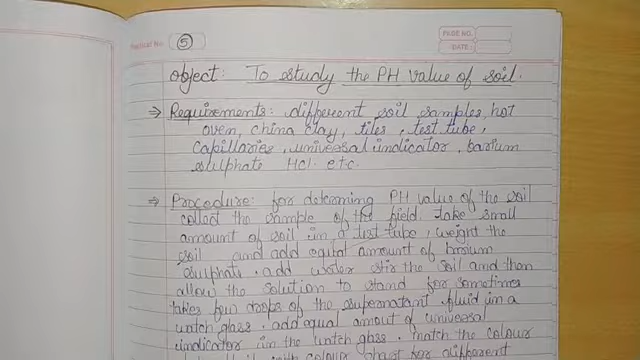 Practical No. 5
PAGE NO.
DATE:
Object: To study the PH value of soil.
→ Requirements: different soil samples, hot
oven, china clay, tiles, test tube,
Capillaries, universal indicator, barium
sulphate HCl. etc.
→ Procedure: for determing PH value of the soil
collect the sample of the field. Take small
amount of soil in a test tube, weight the
soil and add equal amount of
sulphate. add water stir the soil and then
allow the solution to stand for sometimes
takes few drops of the supernatant fluid in a
watch glass. add equal amout of universal
indicator in the watch glass. match the colour
with colour for different